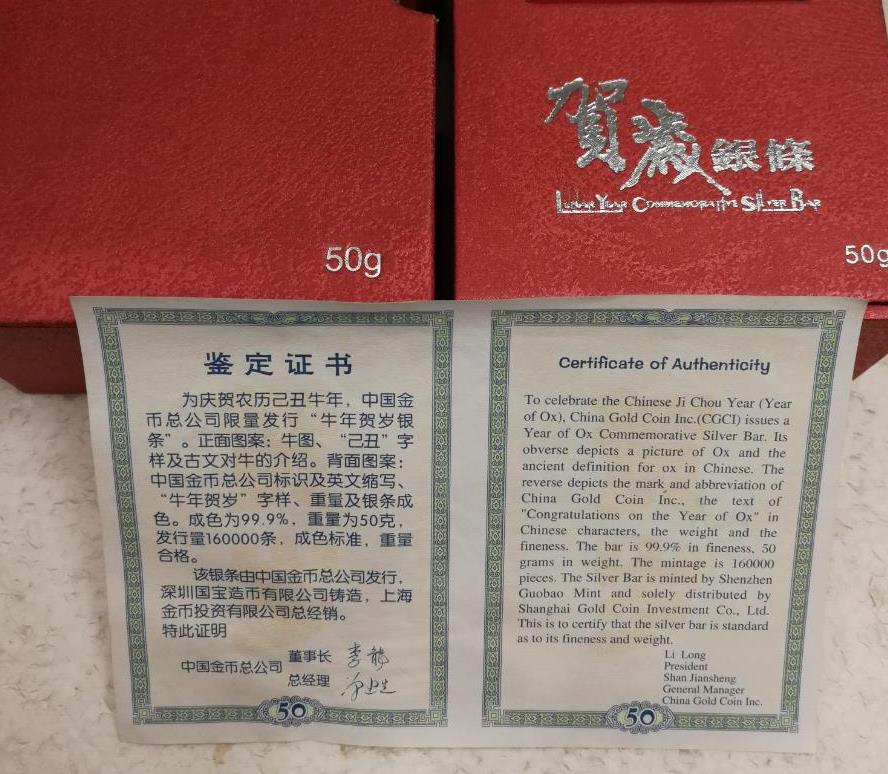 50g
賀歲銀條
Lunar Year Commemorative Silver Bar
50g
鉴定证书
为庆贺农历己丑牛年，中国金
币总公司限量发行“牛年贺岁银
条”。正面图案：牛图、“己丑”字
样及古文对牛的介绍。背面图案：
中国金币总公司标识及英文缩写、
“牛年贺岁”字样、重量及银条成
色。成色为99.9%，重量为50克，
发行量160000条，成色标准，重量
合格。
该银条由中国金币总公司发行，
深圳国宝造币有限公司铸造，上海
金币投资有限公司总经销。
特此证明
中国金币总公司
董事长 李龍
总经理
50
Certificate of Authenticity
To celebrate the Chinese Ji Chou Year (Year
of Ox), China Gold Coin Inc.(CGCI) issues a
Year of Ox Commemorative Silver Bar. Its
obverse depicts a picture of Ox and the
ancient definition for ox in Chinese. The
reverse depicts the mark and abbreviation of
China Gold Coin Inc., the text of
"Congratulations on the Year of Ox" in
Chinese characters, the weight and the
fineness. The bar is 99.9% in fineness, 50
grams in weight. The mintage is 160000
pieces. The Silver Bar is minted by Shenzhen
Guobao Mint and solely distributed by
Shanghai Gold Coin Investment Co., Ltd.
This is to certify that the silver bar is standard
as to its fineness and weight.
Li Long
President
Shan Jiansheng
General Manager
China Gold Coin Inc.
50